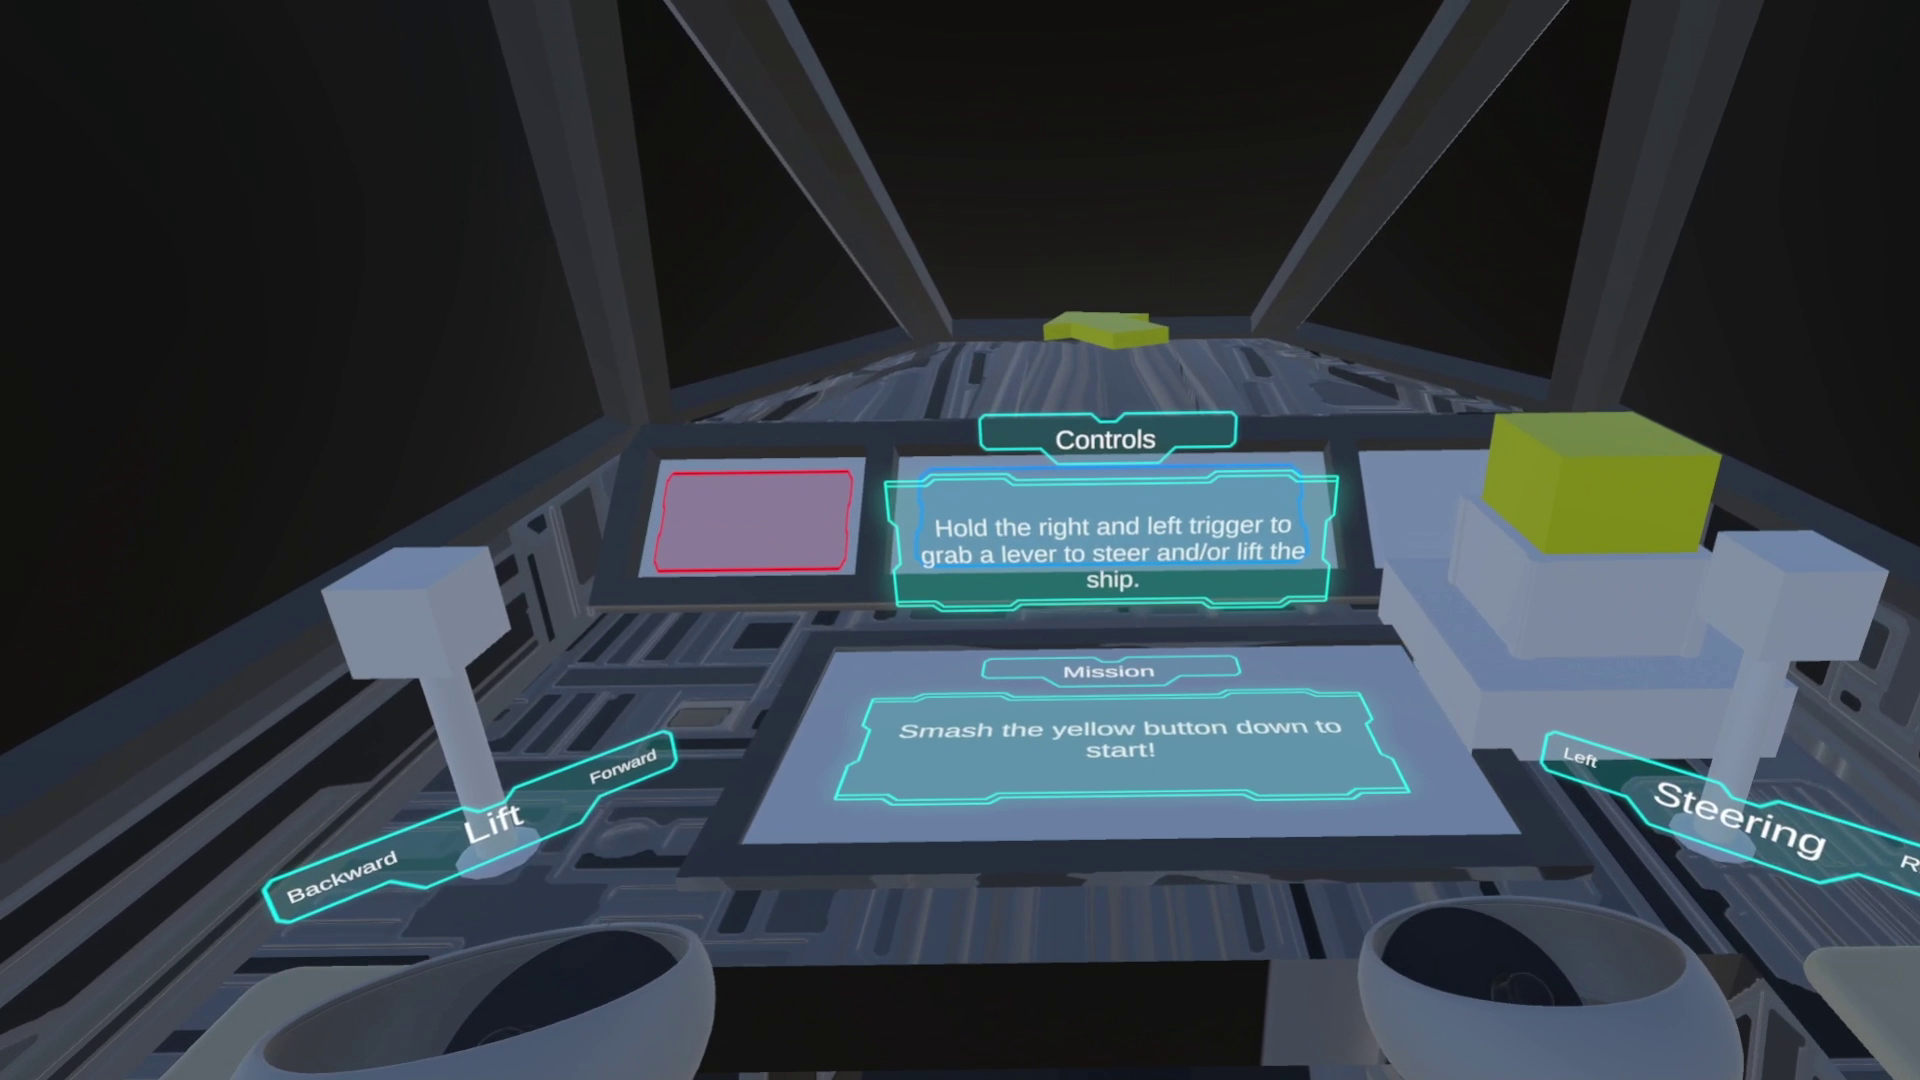 Controls
Hold the right and left trigger to
grab a lever to steer and/or lift the
ship.
Mission
Smash the yellow button down to
start!
Forward
Lift
Backward
Left
Steering